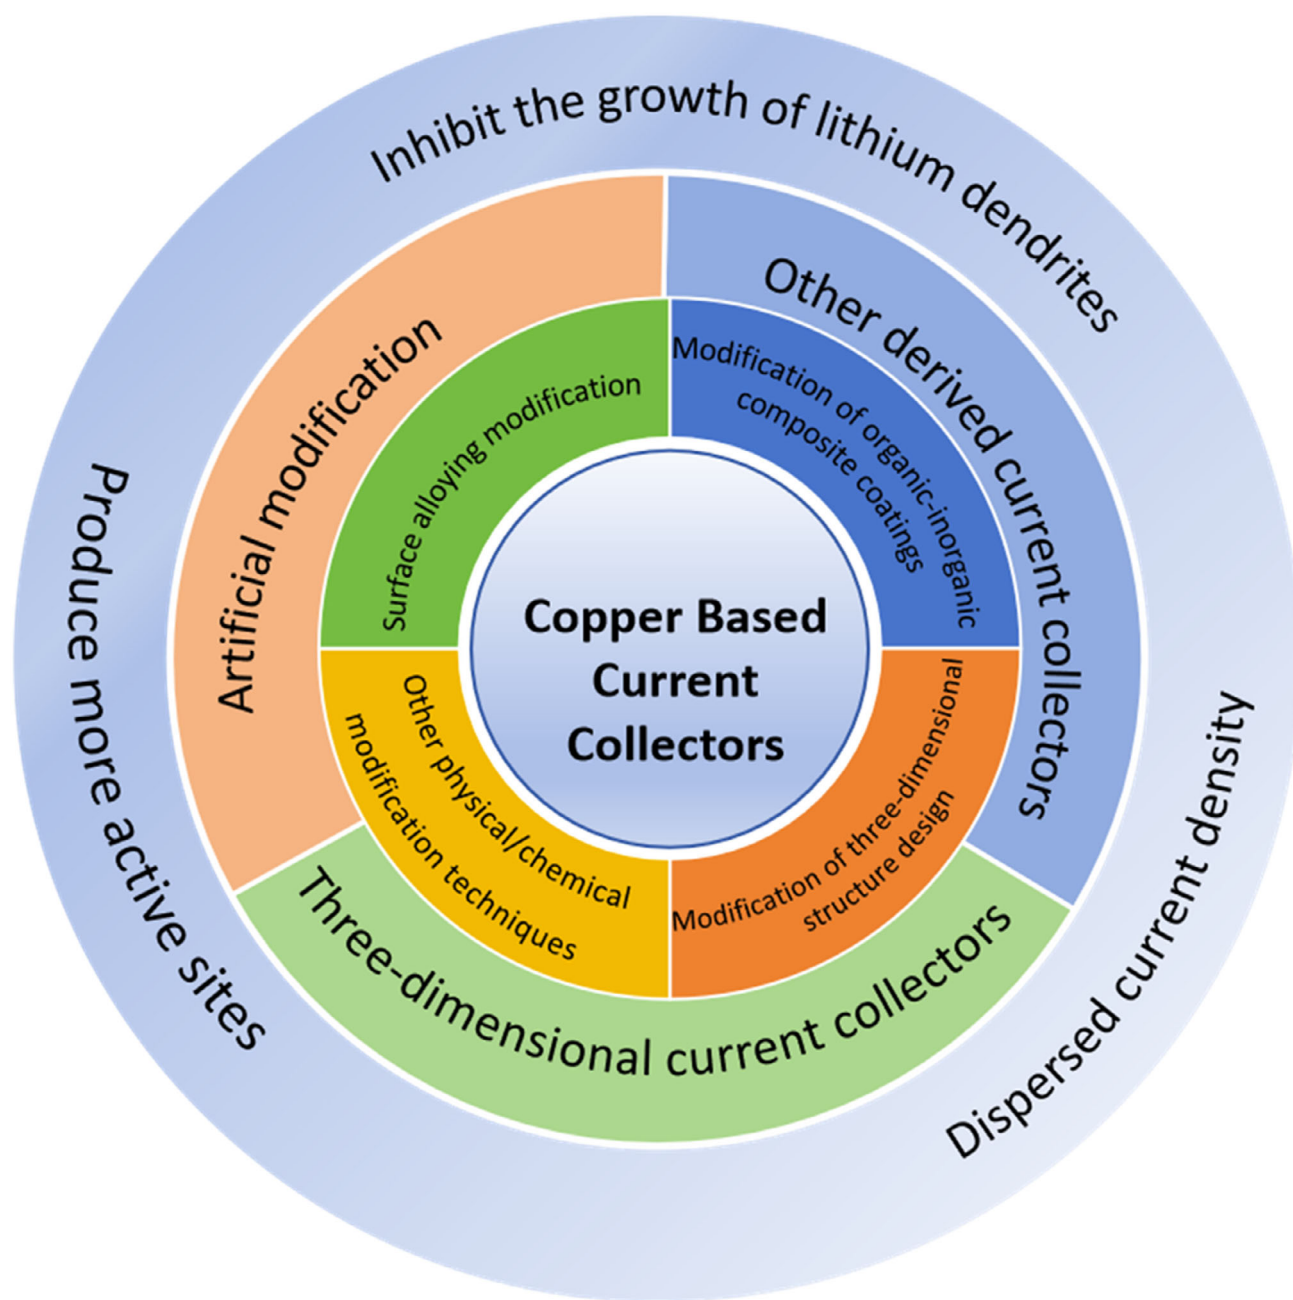 Inhibit the growth of lithium dendrites
Produce more active sites
Dispersed current density
Artificial modification
Other derived current collectors
Three-dimensional current collectors
Surface alloying modification
Modification of organic-inorganic
composite coatings
Other physical/chemical
modification techniques
Modification of three-dimensional
structure design
Copper Based
Current
Collectors